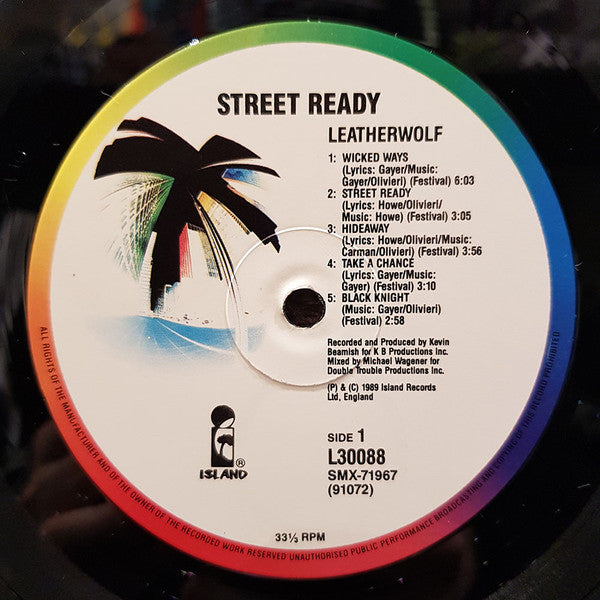 STREET READY
LEATHERWOLF
1: WICKED WAYS
(Lyrics: Gayer/Music:
Gayer/Olivieri) (Festival) 6:03
2: STREET READY
(Lyrics: Howe/Olivieri/
Music: Howe) (Festival) 3:05
3: HIDEAWAY
(Lyrics: Howe/Olivieri/Music:
Carman/Olivieri) (Festival) 3:56
4: TAKE A CHANCE
(Lyrics: Gayer/Music:
Gayer) (Festival) 3:10
5: BLACK KNIGHT
(Music: Gayer/Olivieri)
(Festival) 2:58
Recorded and Produced by Kevin
Beamish for K B Productions Inc.
Mixed by Michael Wagener for
Double Trouble Productions Inc.
(P) & (C) 1989 Island Records
Ltd, England
SIDE 1
L30088
SMX-71967
(91072)
ISLAND ®
33⅓ RPM
ALL RIGHTS OF THE MANUFACTURER AND OF THE OWNER OF THE RECORDED WORK RESERVED UNAUTHORISED PUBLIC PERFORMANCE BROADCASTING AND COPYING OF THIS RECORD PROHIBITED